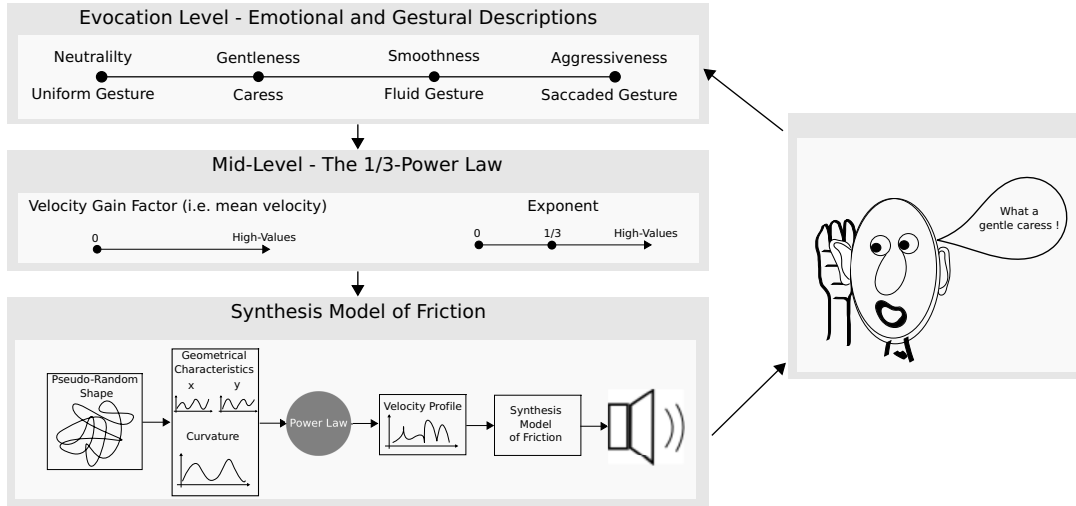 Evocation Level - Emotional and Gestural Descriptions
Neutralilty Gentleness Smoothness Aggressiveness
Uniform Gesture Caress Fluid Gesture Saccaded Gesture
Mid-Level - The 1/3-Power Law
Velocity Gain Factor (i.e. mean velocity) Exponent
0 High-Values 0 1/3 High-Values
Synthesis Model of Friction
Pseudo-Random
Shape
Geometrical
Characteristics
x y
Curvature
Power Law
Velocity Profile
Synthesis
Model
of Friction
What a
gentle caress !